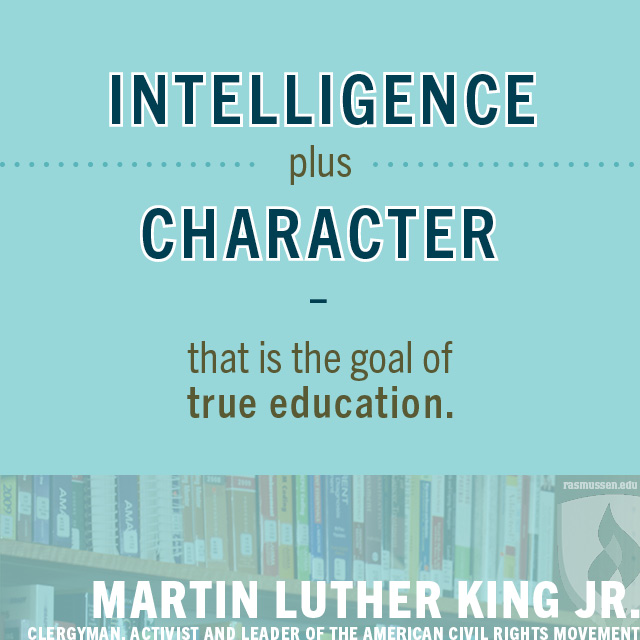 INTELLIGENCE
plus
CHARACTER
–
that is the goal of
true education.
rasmussen.edu
MARTIN LUTHER KING JR.
CLERGYMAN, ACTIVIST AND LEADER OF THE AMERICAN CIVIL RIGHTS MOVEMENT